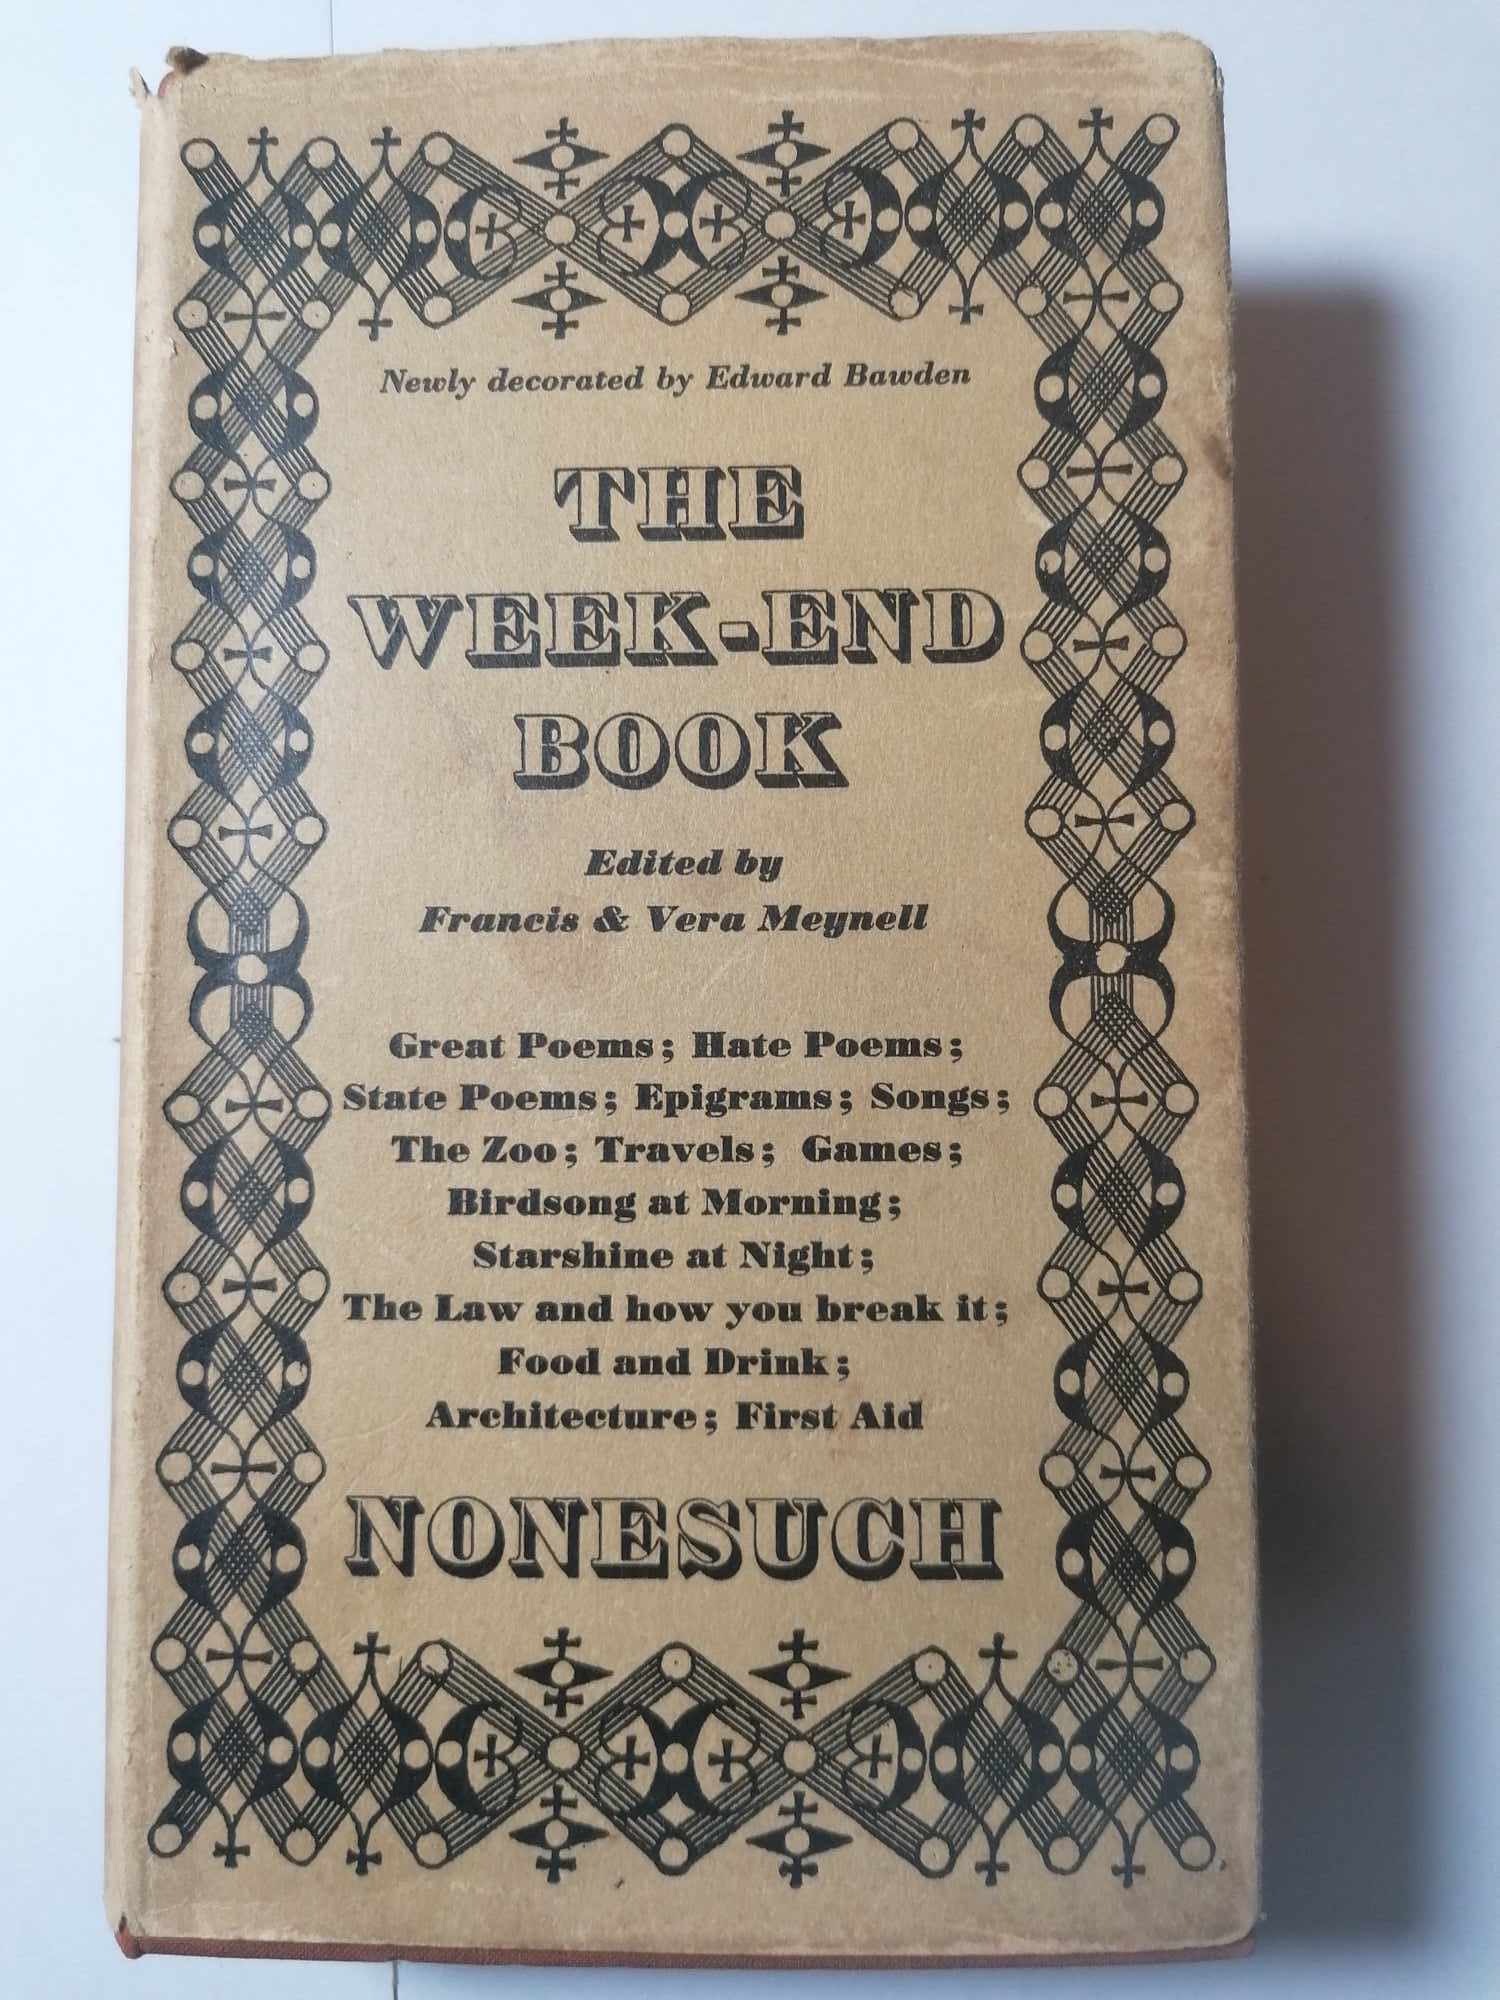 Newly decorated by Edward Bawden
THE
WEEK-END
BOOK
Edited by
Francis & Vera Meynell
Great Poems; Hate Poems;
State Poems; Epigrams; Songs;
The Zoo; Travels; Games;
Birdsong at Morning;
Starshine at Night;
The Law and how you break it;
Food and Drink;
Architecture; First Aid
NONESUCH